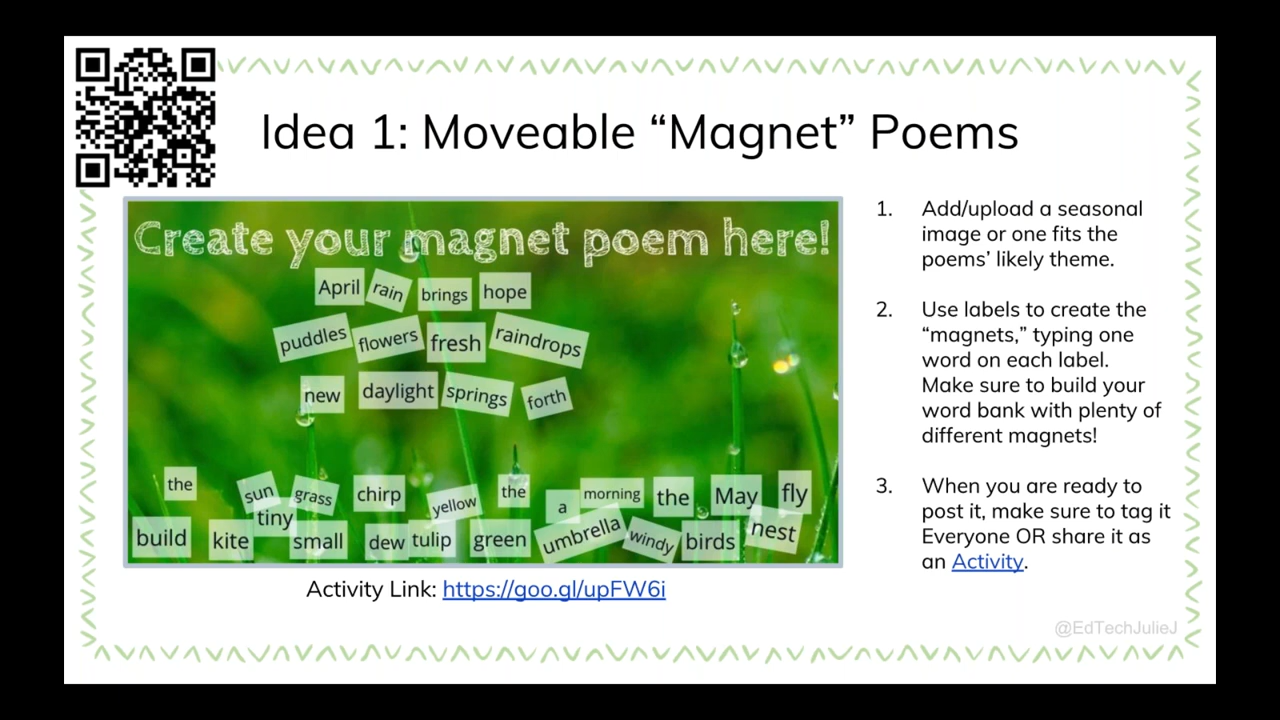 Idea 1: Moveable “Magnet” Poems
Create your magnet poem here!
April rain brings hope
puddles flowers fresh raindrops
new daylight springs forth
the sun grass chirp yellow the a morning the May fly
build kite tiny small dew tulip green umbrella windy birds nest
Activity Link: https://goo.gl/upFW6i
1. Add/upload a seasonal
image or one fits the
poems’ likely theme.
2. Use labels to create the
“magnets,” typing one
word on each label.
Make sure to build your
word bank with plenty of
different magnets!
3. When you are ready to
post it, make sure to tag it
Everyone OR share it as
an Activity.
@EdTechJulieJ